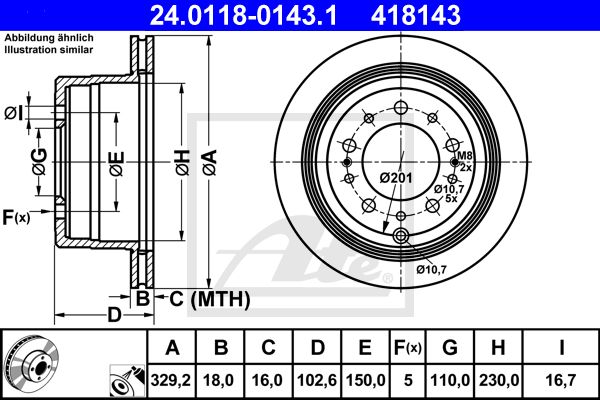 24.0118-0143.1 418143
Abbildung ähnlich
Illustration similar
ØI
ØG
ØE
ØH
ØA
F(x)
B
C (MTH)
D
Ø201
M8
2x
Ø10,7
5x
Ø10,7
Ate
®
A B C D E F(x) G H I
329,2 18,0 16,0 102,6 150,0 5 110,0 230,0 16,7